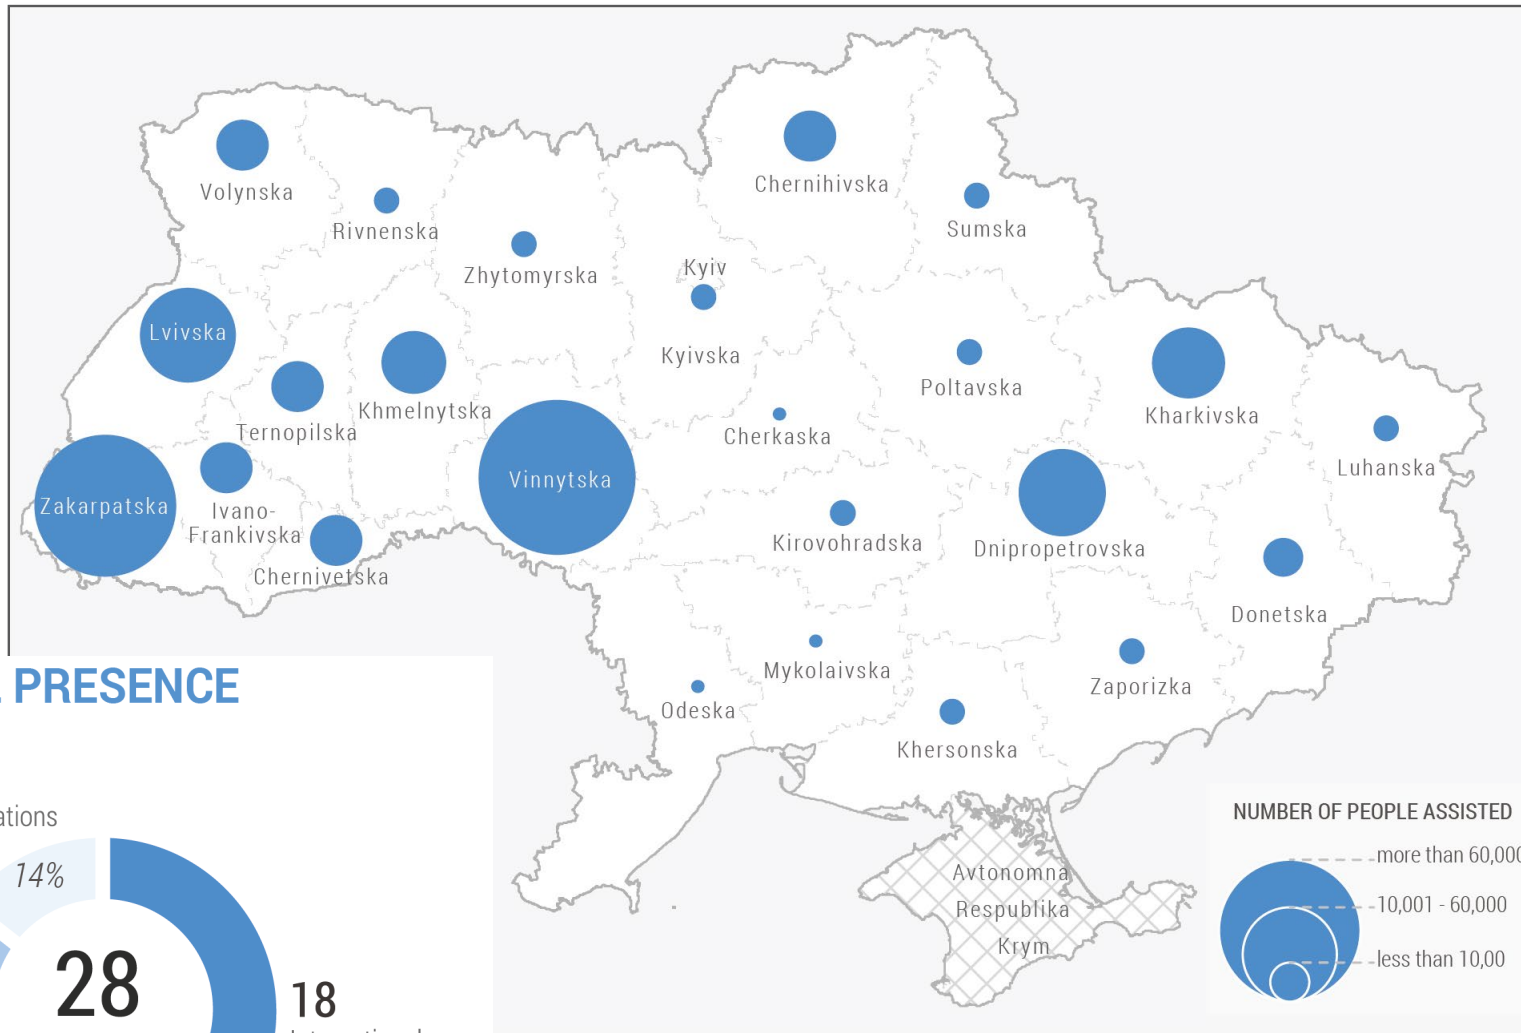 Volynska
Rivnenska
Zhytomyrska
Chernihivska
Sumska
Kyiv
Kyivska
Lvivska
Ternopilska
Khmelnytska
Vinnytska
Cherkaska
Poltavska
Kharkivska
Luhanska
Zakarpatska
Ivano-
Frankivska
Chernivetska
Kirovohradska
Dnipropetrovska
Donetska
Mykolaivska
Odeska
Zaporizka
Khersonska
Avtonomna
Respublika
Krym
PRESENCE
ations
14%
28
18
NUMBER OF PEOPLE ASSISTED
more than 60,000
10,001 - 60,000
less than 10,00